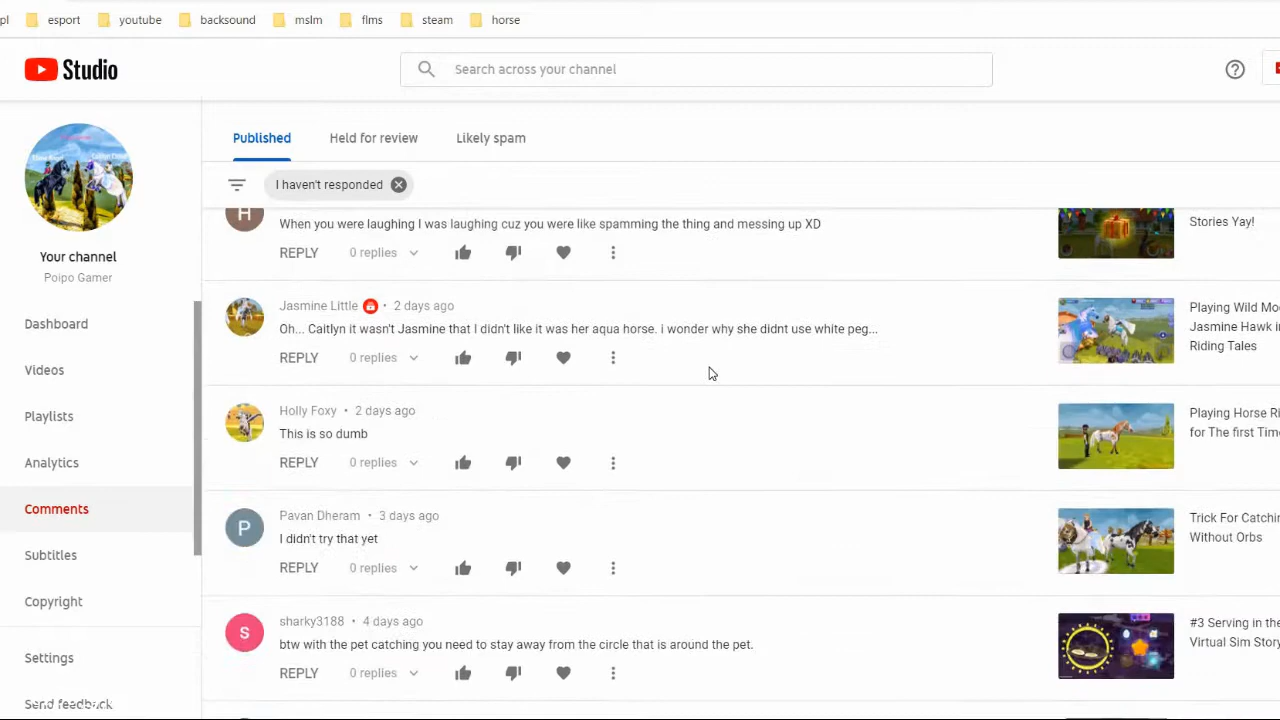 pl
esport
youtube
backsound
mslm
flms
steam
horse
Studio
Search across your channel
Your channel
Poipo Gamer
Dashboard
Videos
Playlists
Analytics
Comments
Subtitles
Copyright
Settings
Send feedback
Published
Held for review
Likely spam
I haven't responded
H
When you were laughing I was laughing cuz you were like spamming the thing and messing up XD
REPLY
0 replies
Stories Yay!
Jasmine Little • 2 days ago
Oh... Caitlyn it wasn't Jasmine that I didn't like it was her aqua horse. i wonder why she didnt use white peg...
REPLY
0 replies
Playing Wild Mo
Jasmine Hawk in
Riding Tales
Holly Foxy • 2 days ago
This is so dumb
REPLY
0 replies
Playing Horse Ri
for The first Time
P
Pavan Dheram • 3 days ago
I didn't try that yet
REPLY
0 replies
Trick For Catchin
Without Orbs
S
sharky3188 • 4 days ago
btw with the pet catching you need to stay away from the circle that is around the pet.
REPLY
0 replies
#3 Serving in the
Virtual Sim Story